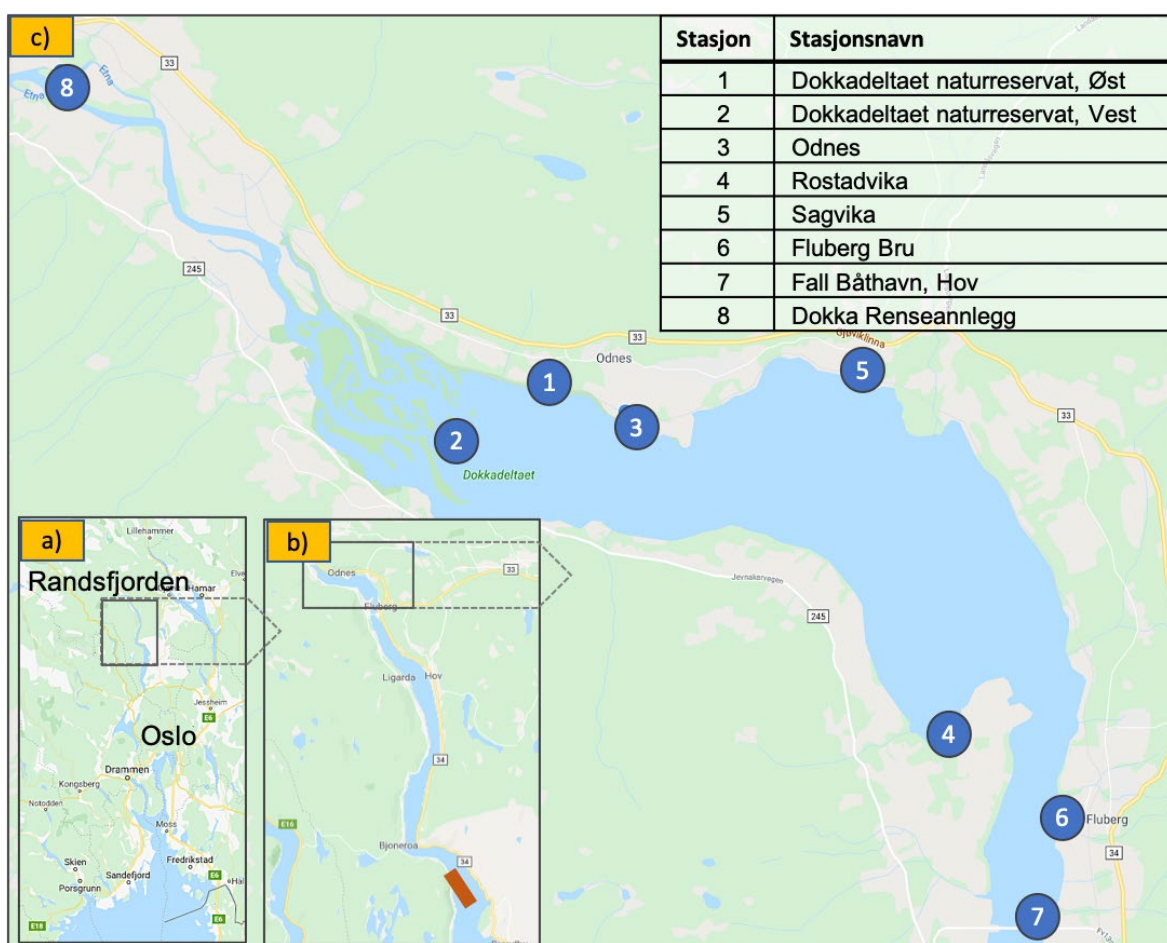 c)
Stasjon Stasjonsnavn
1 Dokkadeltaet naturreservat, Øst
2 Dokkadeltaet naturreservat, Vest
3 Odnes
4 Rostadvika
5 Sagvika
6 Fluberg Bru
7 Fall Båthavn, Hov
8 Dokka Renseannlegg
33
Etna
8
Etna
245
33
33
Odnes
1
5
3
2
Dokkadeltaet
33
Jevnakervegen
245
4
6
Fluberg
34
7
a)
Lillehammer
Randsfjorden
Hamar
Jessheim
E6
Oslo
Drammen
Kongsberg
Notodden
Moss
Skien
Fredrikstad
Porsgrunn
Sandefjord
E6
E18
E6
b)
Odnes
33
Fluberg
Ligarda
Hov
34
E16
Bjoneroa
34